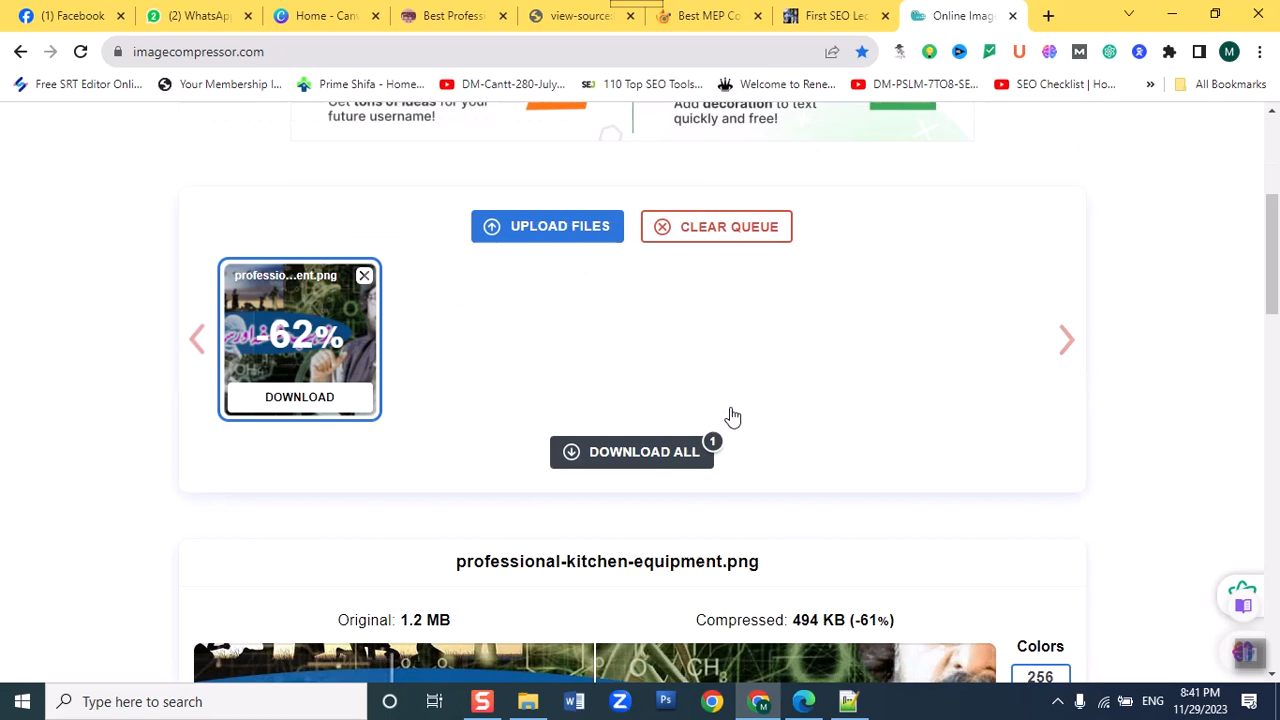 (1) Facebook
(2) WhatsApp
Home - Can
Best Profess
view-source
Best MEP Co
First SEO Lec
Online Imag
imagecompressor.com
Free SRT Editor Onli...
Your Membership I...
Prime Shifa - Home...
DM-Cantt-280-July...
110 Top SEO Tools...
Welcome to Rene...
DM-PSLM-7TO8-SE...
SEO Checklist | Ho...
All Bookmarks
Get tons of ideas for your
future username!
Add decoration to text
quickly and free!
UPLOAD FILES
CLEAR QUEUE
professio...ent.png
-62%
DOWNLOAD
DOWNLOAD ALL
1
professional-kitchen-equipment.png
Original: 1.2 MB
Compressed: 494 KB (-61%)
Colors
256
CH3
Type here to search
ENG
8:41 PM
11/29/2023